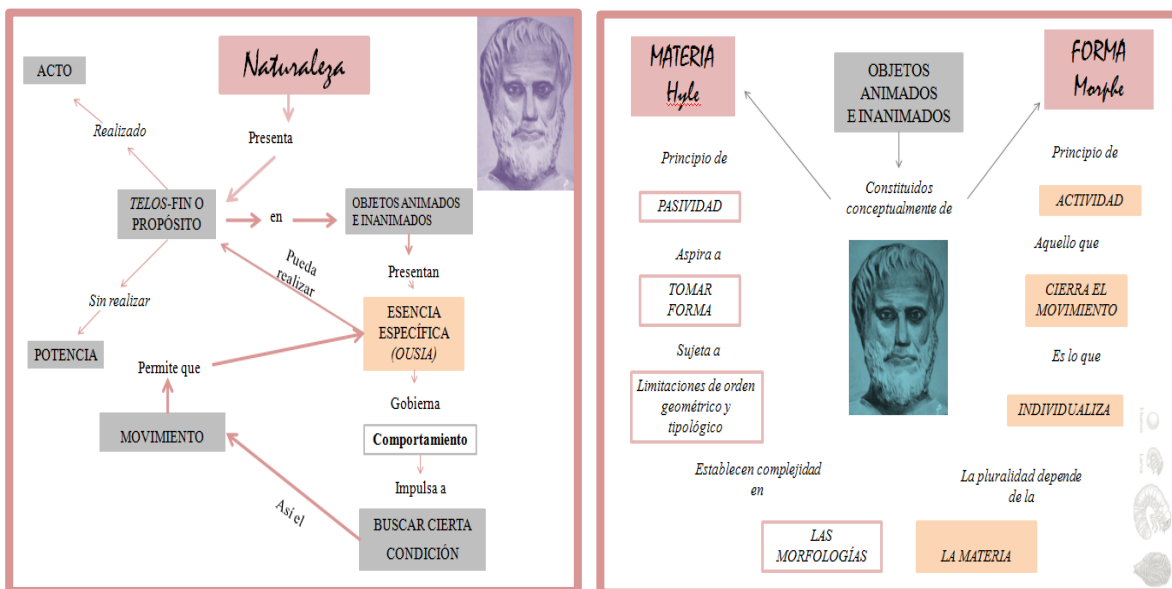 Naturaleza
ACTO
Realizado
Presenta
TELOS-FIN O
PROPÓSITO
en
OBJETOS ANIMADOS
E INANIMADOS
Pueda
realizar
Presentan
Sin realizar
ESENCIA
ESPECÍFICA
(OUSIA)
POTENCIA
Permite que
Gobierna
MOVIMIENTO
Comportamiento
Impulsa a
Así el
BUSCAR CIERTA
CONDICIÓN
MATERIA
Hyle
Principio de
PASIVIDAD
Aspira a
TOMAR
FORMA
Sujeta a
Limitaciones de orden
geométrico y
tipológico
Establecen complejidad
en
LAS
MORFOLOGÍAS
OBJETOS
ANIMADOS
E INANIMADOS
Constituidos
conceptualmente de
FORMA
Morphe
Principio de
ACTIVIDAD
Aquello que
CIERRA EL
MOVIMIENTO
Es lo que
INDIVIDUALIZA
La pluralidad depende
de la
LA MATERIA